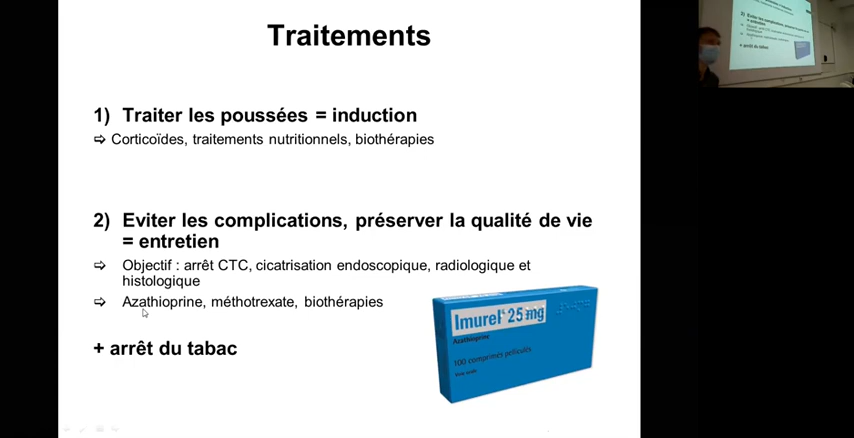 Traitements
1) Traiter les poussées = induction
⇨ Corticoïdes, traitements nutritionnels, biothérapies
2) Eviter les complications, préserver la qualité de vie
= entretien
⇨ Objectif : arrêt CTC, cicatrisation endoscopique, radiologique et
histologique
⇨ Azathioprine, méthotrexate, biothérapies
+ arrêt du tabac
Imurel® 25 mg
Azathioprine
100 comprimés pelliculés
Voie orale